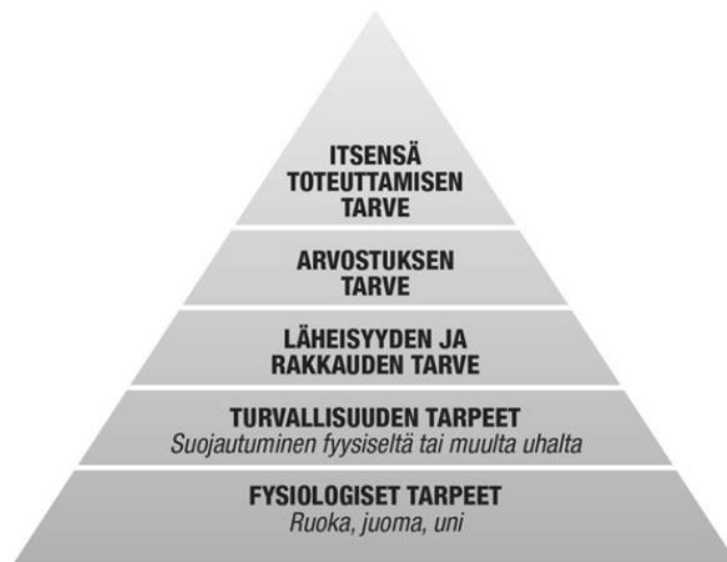 ITSENSÄ
TOTEUTTAMISEN
TARVE
ARVOSTUKSEN
TARVE
LÄHEISYYDEN JA
RAKKAUDEN TARVE
TURVALLISUUDEN TARPEET
Suojautuminen fyysiseltä tai muulta uhalta
FYSIOLOGISET TARPEET
Ruoka, juoma, uni